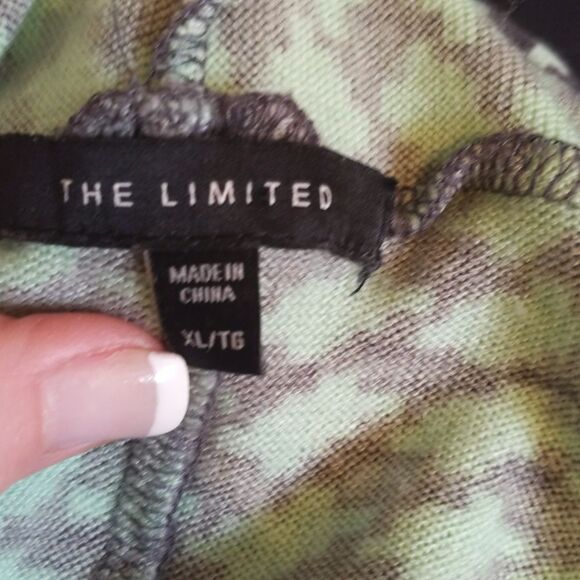 THE LIMITED
MADE IN
CHINA
XL/TG